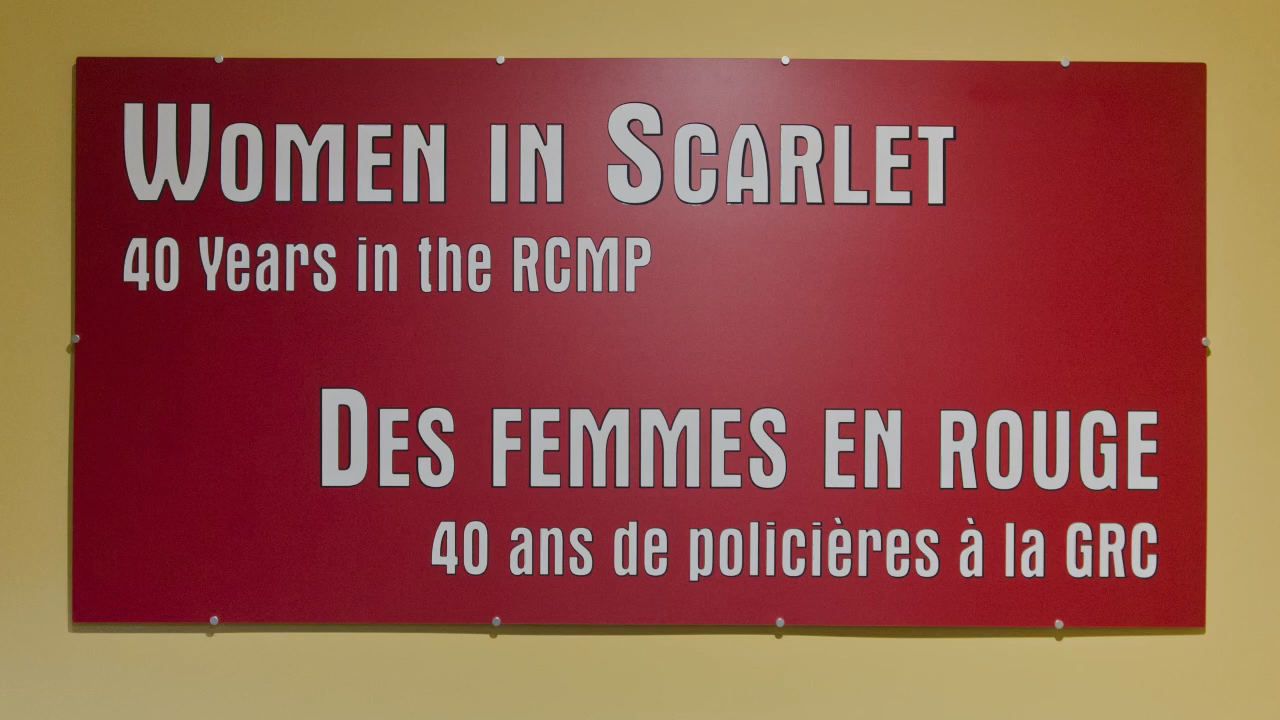 Women in Scarlet
40 Years in the RCMP
Des femmes en rouge
40 ans de policières à la GRC